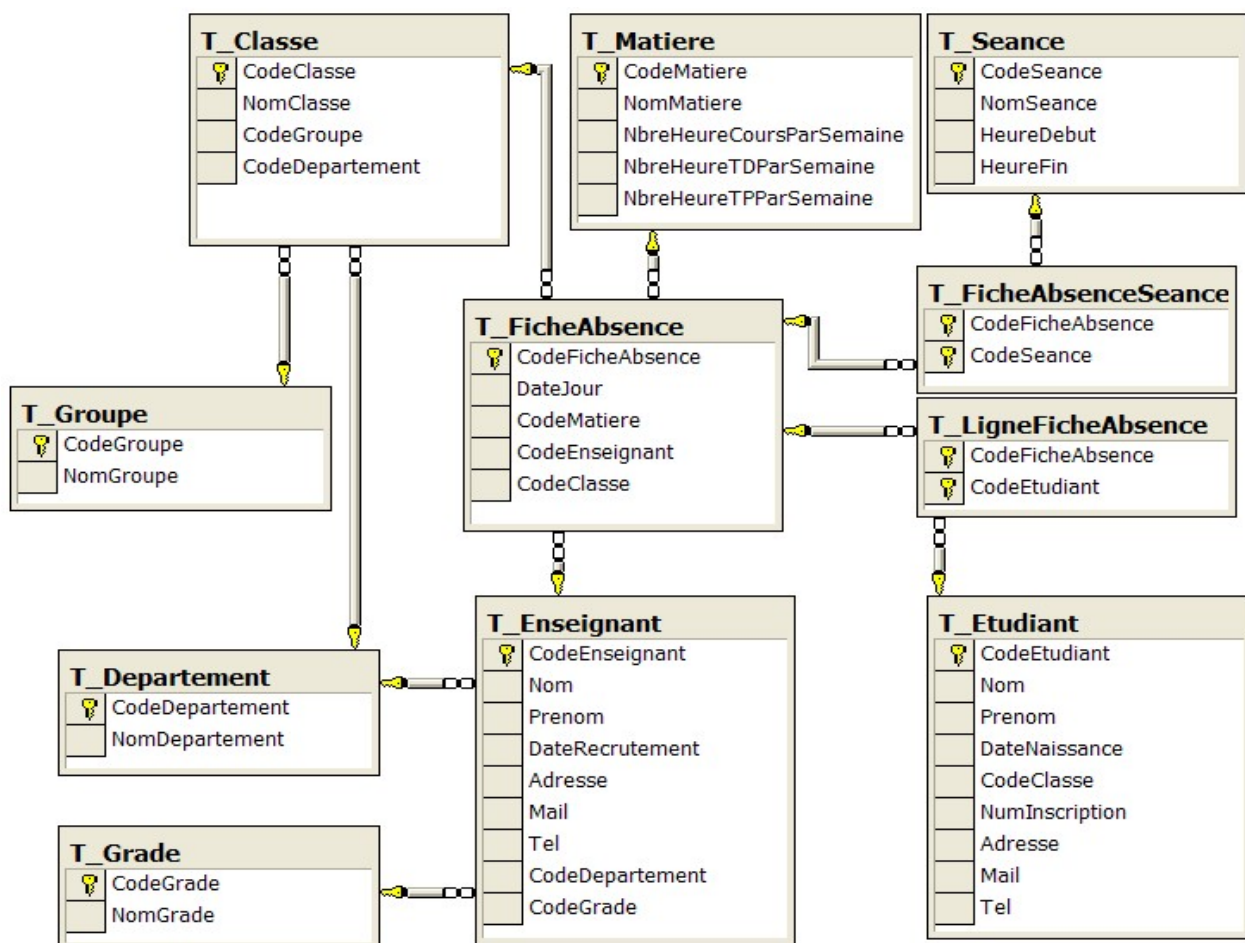 T_Classe
CodeClasse
NomClasse
CodeGroupe
CodeDepartement
T_Matiere
CodeMatiere
NomMatiere
NbreHeureCoursParSemaine
NbreHeureTDParSemaine
NbreHeureTPParSemaine
T_Seance
CodeSeance
NomSeance
HeureDebut
HeureFin
T_FicheAbsenceSeance
CodeFicheAbsence
CodeSeance
T_FicheAbsence
CodeFicheAbsence
DateJour
CodeMatiere
CodeEnseignant
CodeClasse
T_Groupe
CodeGroupe
NomGroupe
T_LigneFicheAbsence
CodeFicheAbsence
CodeEtudiant
T_Enseignant
CodeEnseignant
Nom
Prenom
DateRecrutement
Adresse
Mail
Tel
CodeDepartement
CodeGrade
T_Etudiant
CodeEtudiant
Nom
Prenom
DateNaissance
CodeClasse
NumInscription
Adresse
Mail
Tel
T_Departement
CodeDepartement
NomDepartement
T_Grade
CodeGrade
NomGrade